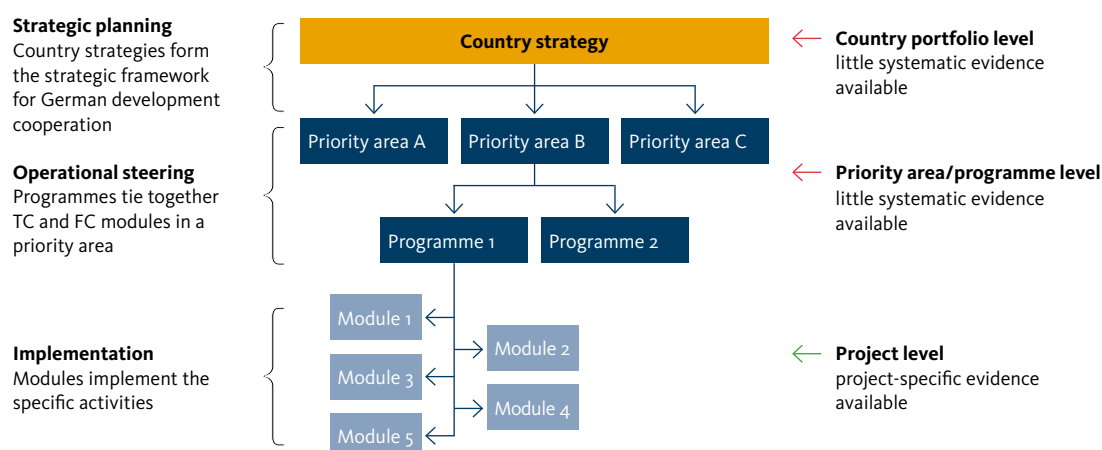 Strategic planning
Country strategies form
the strategic framework
for German development
cooperation
Country strategy
Country portfolio level
little systematic evidence
available
Priority area A
Priority area B
Priority area C
Operational steering
Programmes tie together
TC and FC modules in a
priority area
Priority area/programme level
little systematic evidence
available
Programme 1
Programme 2
Implementation
Modules implement the
specific activities
Module 1
Module 2
Module 3
Module 4
Module 5
Project level
project-specific evidence
available